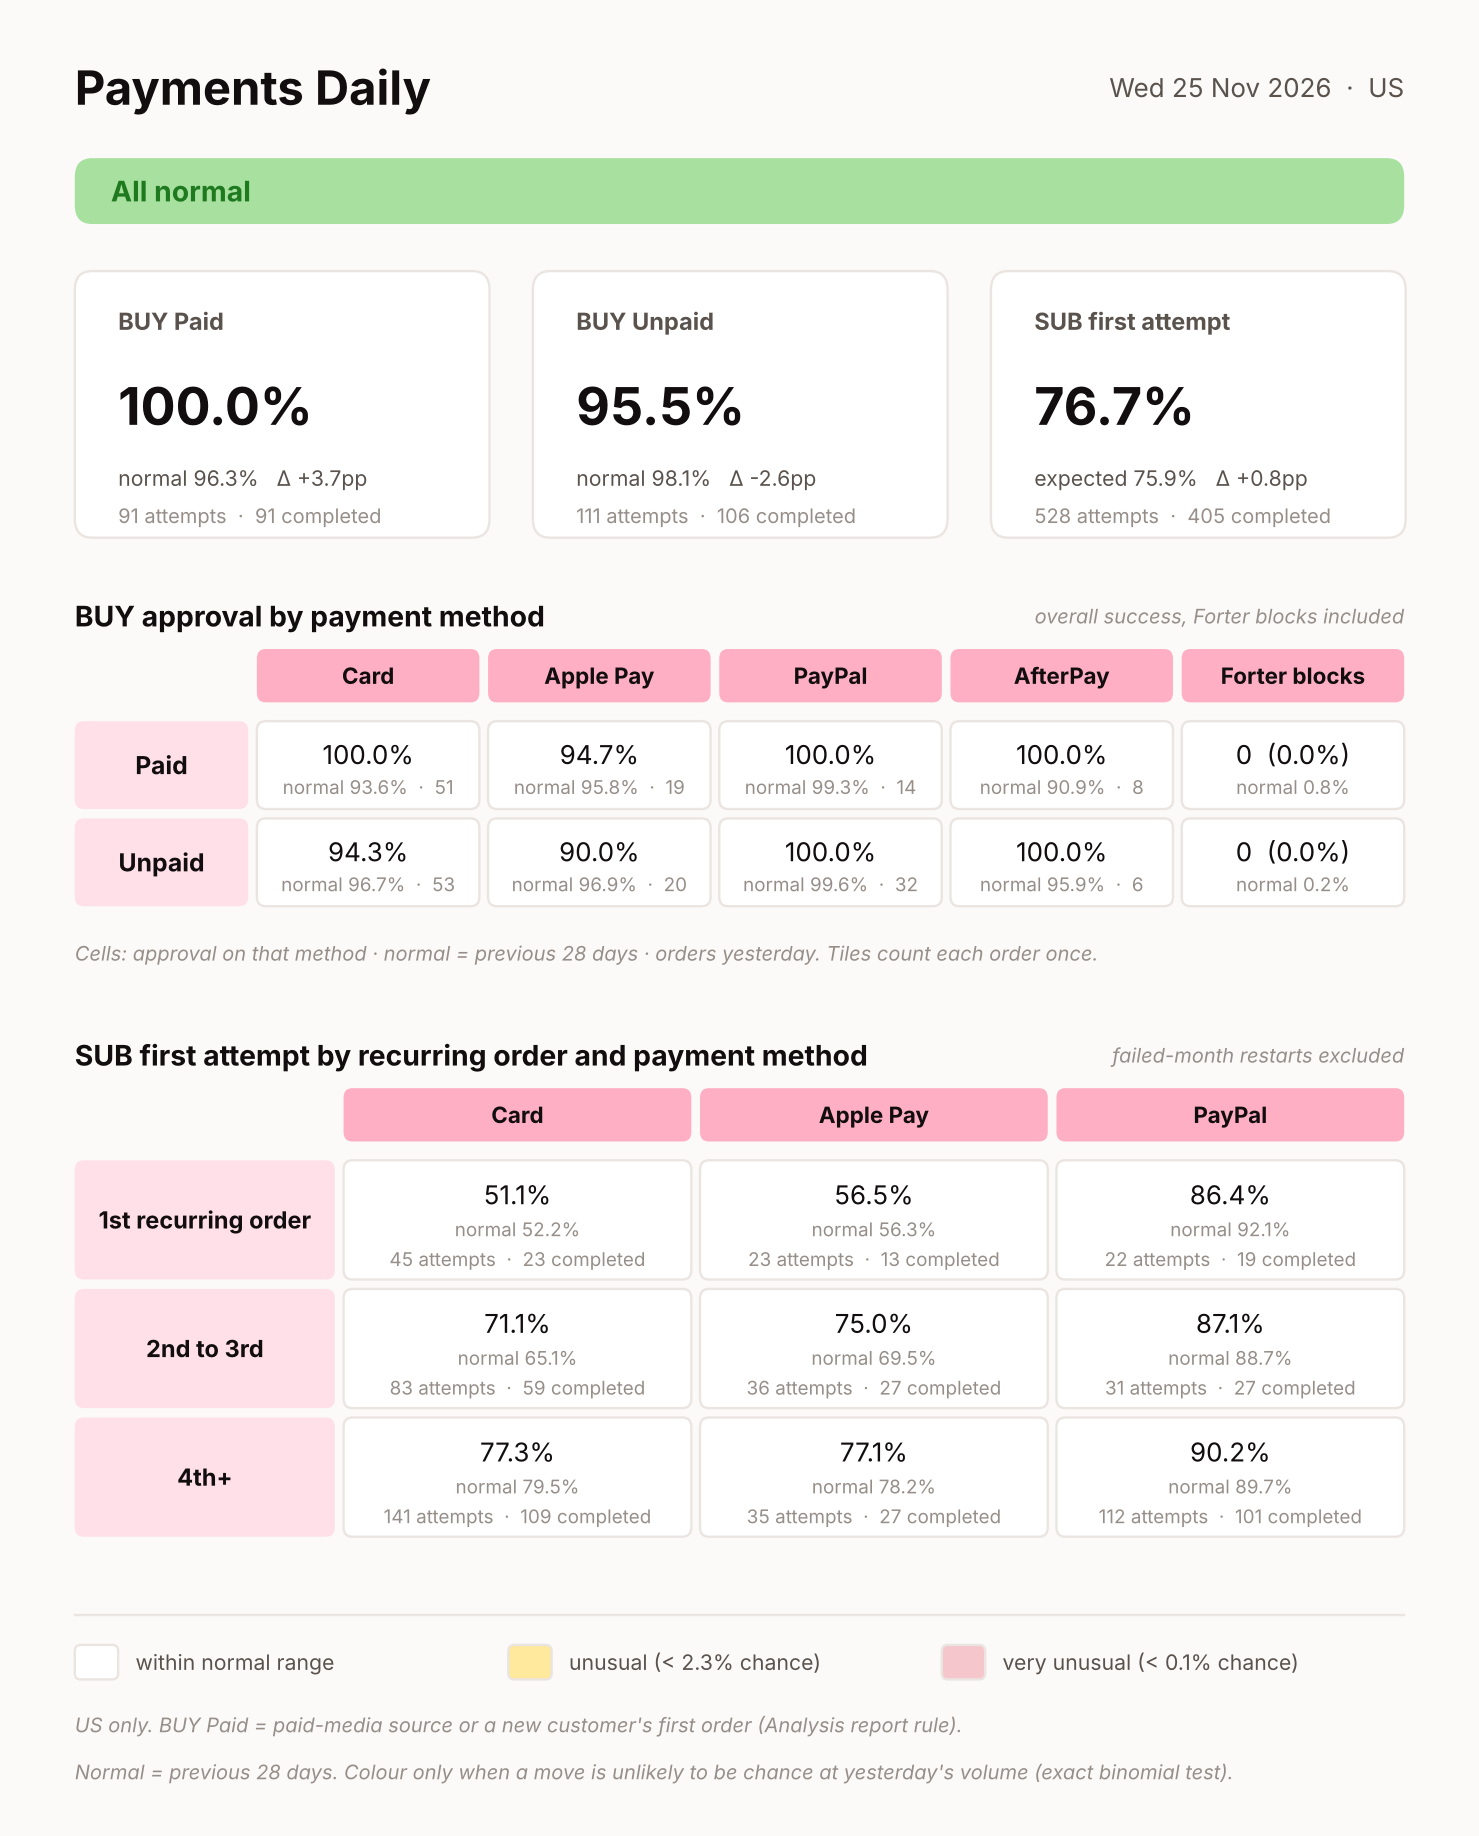 Payments Daily
Wed 25 Nov 2026 · US
All normal
BUY Paid
100.0%
normal 96.3% Δ +3.7pp
91 attempts · 91 completed
BUY Unpaid
95.5%
normal 98.1% Δ -2.6pp
111 attempts · 106 completed
SUB first attempt
76.7%
expected 75.9% Δ +0.8pp
528 attempts · 405 completed
BUY approval by payment method
overall success, Forter blocks included
Card Apple Pay PayPal AfterPay Forter blocks
Paid
100.0% 94.7% 100.0% 100.0% 0 (0.0%)
normal 93.6% · 51 normal 95.8% · 19 normal 99.3% · 14 normal 90.9% · 8 normal 0.8%
Unpaid
94.3% 90.0% 100.0% 100.0% 0 (0.0%)
normal 96.7% · 53 normal 96.9% · 20 normal 99.6% · 32 normal 95.9% · 6 normal 0.2%
Cells: approval on that method · normal = previous 28 days · orders yesterday. Tiles count each order once.
SUB first attempt by recurring order and payment method
failed-month restarts excluded
Card Apple Pay PayPal
1st recurring order
51.1% 56.5% 86.4%
normal 52.2% normal 56.3% normal 92.1%
45 attempts · 23 completed 23 attempts · 13 completed 22 attempts · 19 completed
2nd to 3rd
71.1% 75.0% 87.1%
normal 65.1% normal 69.5% normal 88.7%
83 attempts · 59 completed 36 attempts · 27 completed 31 attempts · 27 completed
4th+
77.3% 77.1% 90.2%
normal 79.5% normal 78.2% normal 89.7%
141 attempts · 109 completed 35 attempts · 27 completed 112 attempts · 101 completed
within normal range
unusual (< 2.3% chance)
very unusual (< 0.1% chance)
US only. BUY Paid = paid-media source or a new customer's first order (Analysis report rule).
Normal = previous 28 days. Colour only when a move is unlikely to be chance at yesterday's volume (exact binomial test).